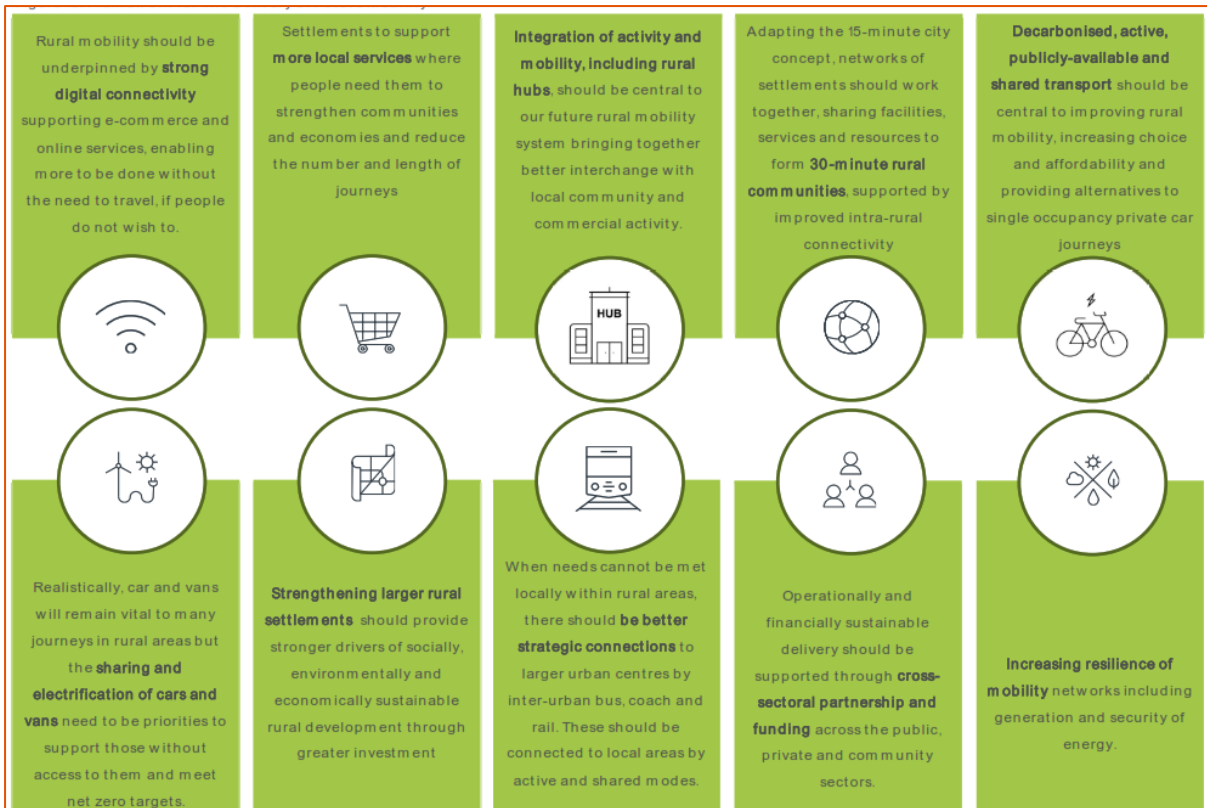 Rural mobility should be
underpinned by strong
digital connectivity
supporting e-commerce and
online services, enabling
more to be done without
the need to travel, if people
do not wish to.
Settlements to support
more local services where
people need them to
strengthen communities
and economies and reduce
the number and length of
journeys
Integration of activity and
mobility, including rural
hubs, should be central to
our future rural mobility
system bringing together
better interchange with
local community and
commercial activity.
Adapting the 15-minute city
concept, networks of
settlements should work
together, sharing facilities,
services and resources to
form 30-minute rural
communities, supported by
improved intra-rural
connectivity
Decarbonised, active,
publicly-available and
shared transport should be
central to improving rural
mobility, increasing choice
and affordability and
providing alternatives to
single occupancy private car
journeys
HUB
Realistically, car and vans
will remain vital to many
journeys in rural areas but
the sharing and
electrification of cars and
vans need to be priorities to
support those without
access to them and meet
net zero targets.
Strengthening larger rural
settlements should provide
stronger drivers of socially,
environmentally and
economically sustainable
rural development through
greater investment
When needs cannot be met
locally within rural areas,
there should be better
strategic connections to
larger urban centres by
inter-urban bus, coach and
rail. These should be
connected to local areas by
active and shared modes.
Operationally and
financially sustainable
delivery should be
supported through cross-
sectoral partnership and
funding across the public,
private and community
sectors.
Increasing resilience of
mobility networks including
generation and security of
energy.